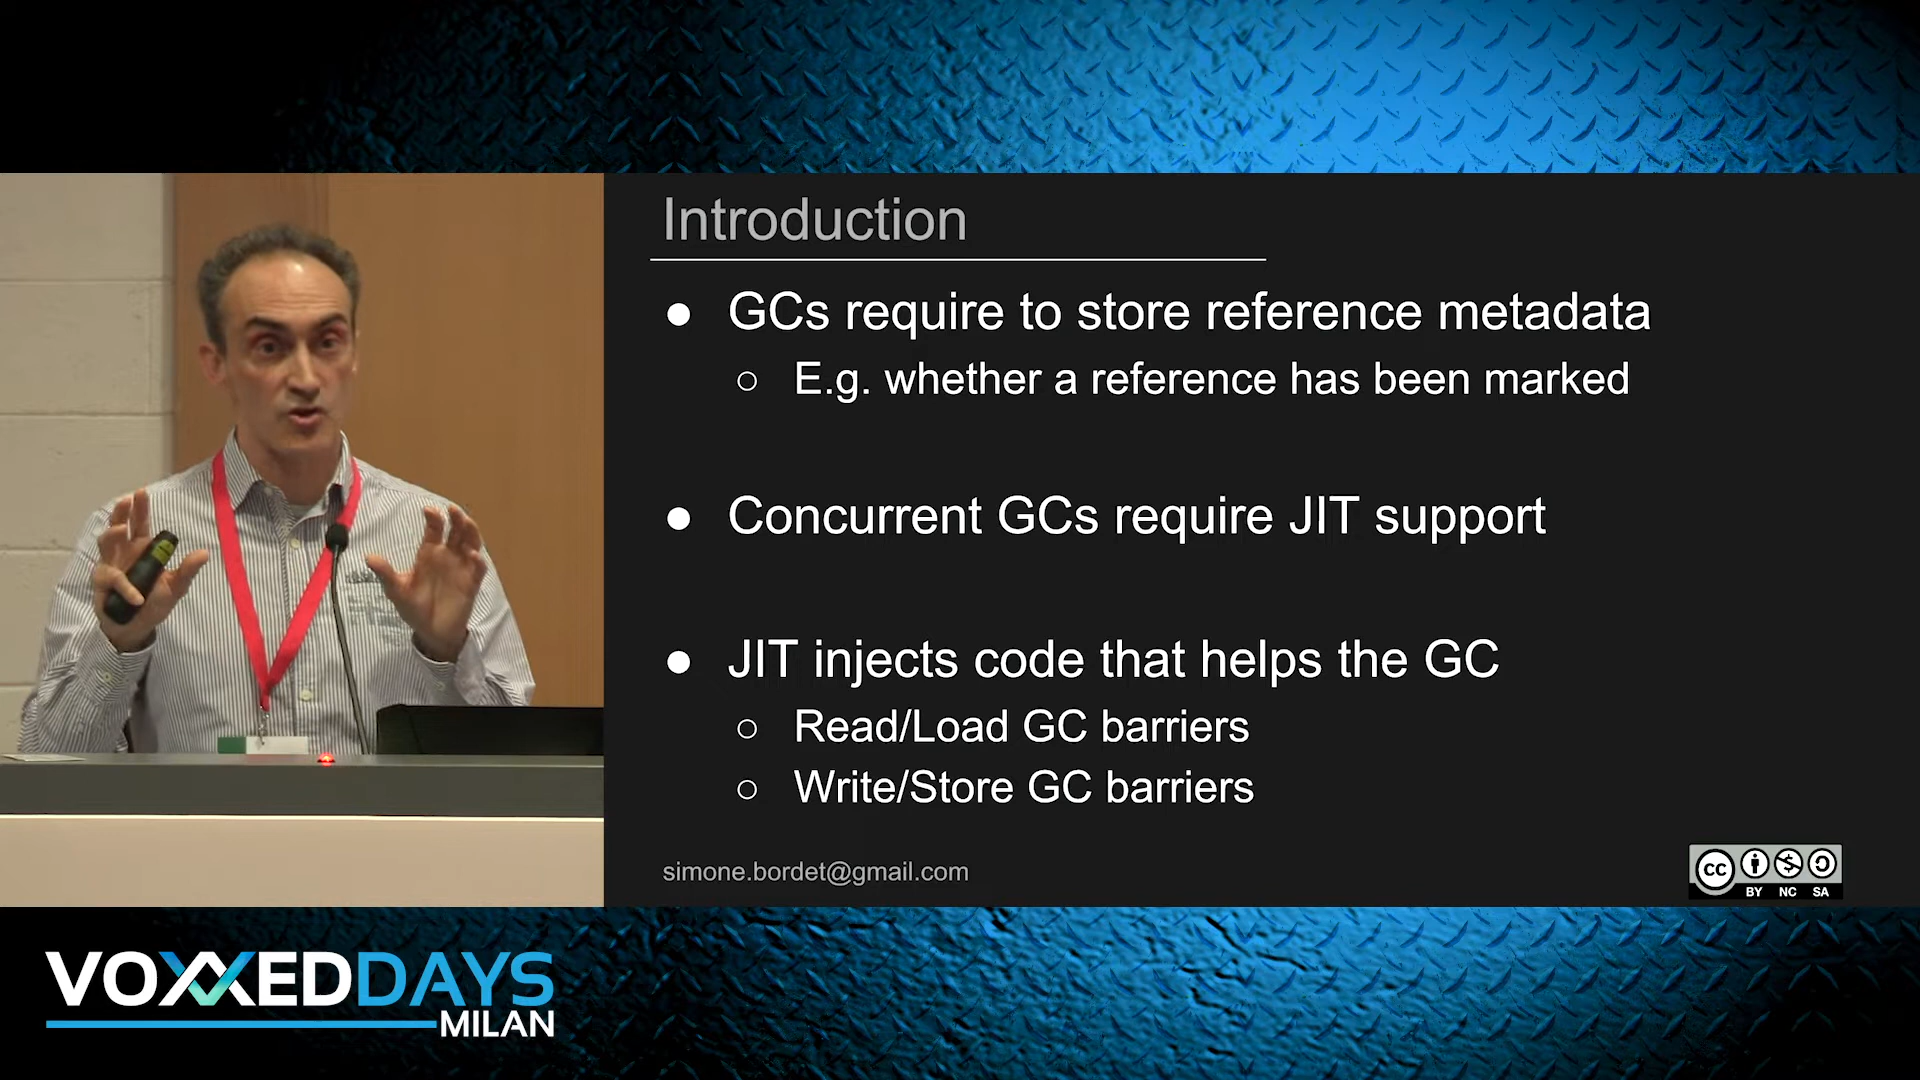 Introduction
● GCs require to store reference metadata
○ E.g. whether a reference has been marked
● Concurrent GCs require JIT support
● JIT injects code that helps the GC
○ Read/Load GC barriers
○ Write/Store GC barriers
simone.bordet@gmail.com
cc
BY NC SA
VOXXEDDAYS
MILAN